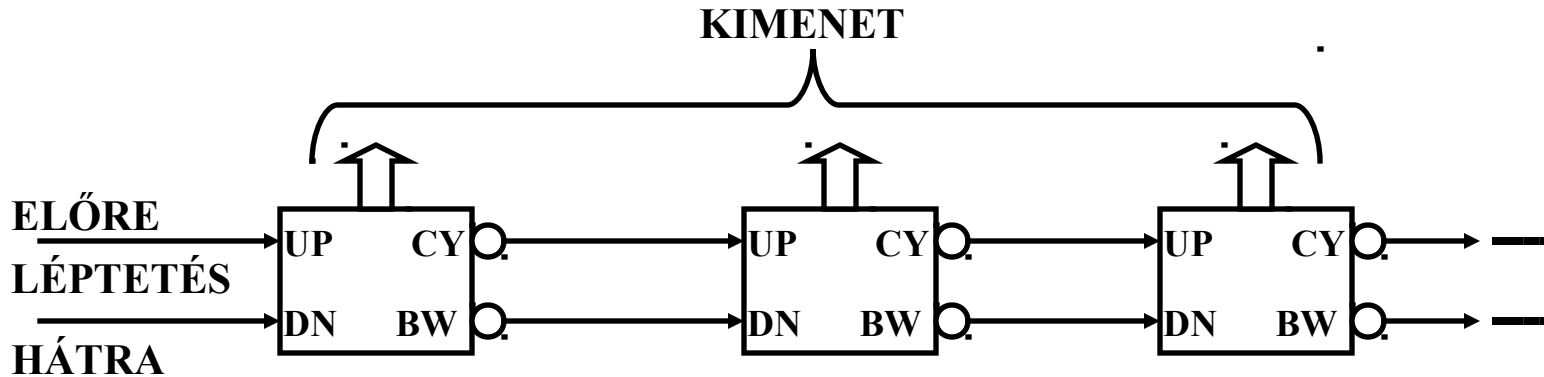 KIMENET
ELŐRE
UP CY UP CY UP CY
LÉPTETÉS
DN BW DN BW DN BW
HÁTRA